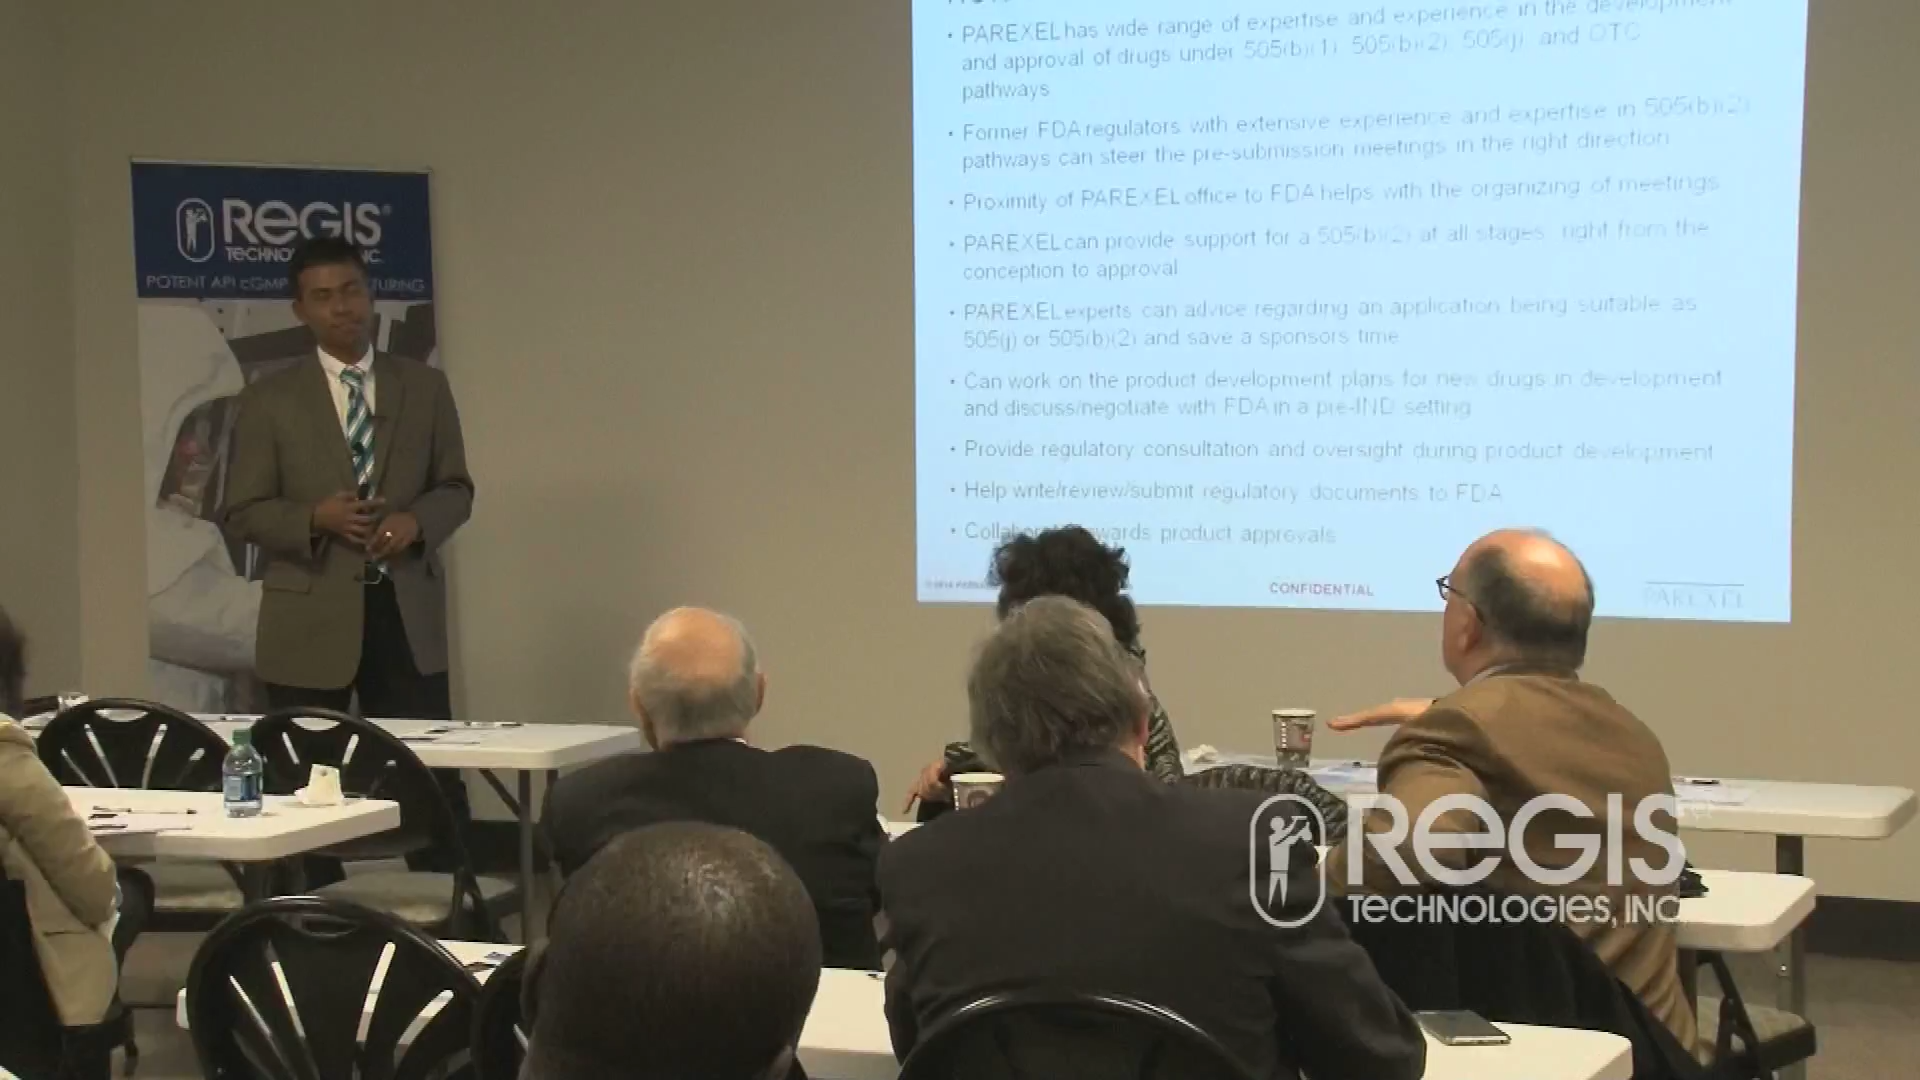 PAREXEL has wide range of expertise and experience in the development
and approval of drugs under 505(b)(1), 505(b)(2), 505(j), and OTC
pathways
Former FDA regulators with extensive experience and expertise in 505(b)(2)
pathways can steer the pre-submission meetings in the right direction
Proximity of PAREXEL office to FDA helps with the organizing of meetings
PAREXEL can provide support for a 505(b)(2) at all stages, right from the
conception to approval
PAREXEL experts can advice regarding an application being suitable as
505(j) or 505(b)(2) and save a sponsors time
Can work on the product development plans for new drugs in development
and discuss/negotiate with FDA in a pre-IND setting
Provide regulatory consultation and oversight during product development
Help write/review/submit regulatory documents to FDA
product approvals
CONFIDENTIAL
PAREXEL
REGIS®
POTENT API cGMP
REGIS
TECHNOLOGIES, INC.